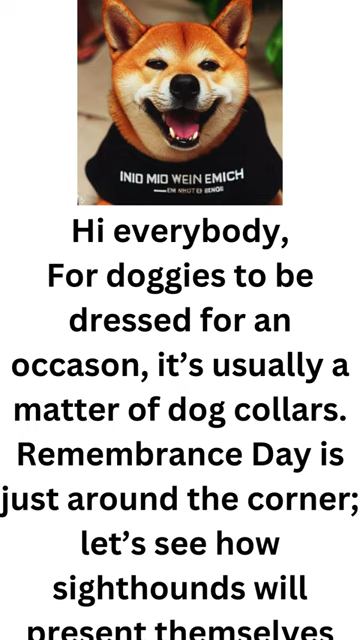 INIO MIO WEIN EMICH
Hi everybody,
For doggies to be
dressed for an
occason, it's usually a
matter of dog collars.
Remembrance Day is
just around the corner;
let's see how
sighthounds will
present themselves